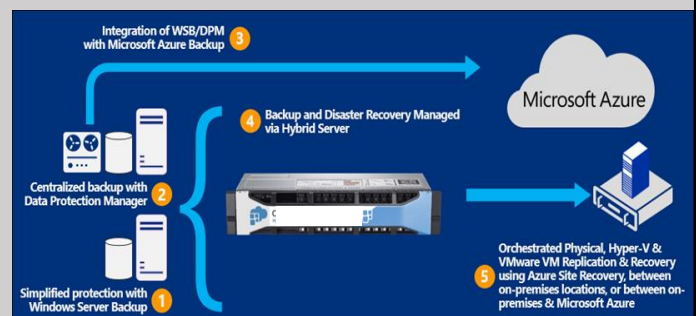 Integration of WSB/DPM
with Microsoft Azure Backup
3
Microsoft Azure
4
Backup and Disaster Recovery Managed
via Hybrid Server
Centralized backup with
Data Protection Manager
2
Simplified protection with
Windows Server Backup
1
Orchestrated Physical, Hyper-V &
VMware VM Replication & Recovery
5
using Azure Site Recovery, between
on-premises locations, or between on-
premises & Microsoft Azure